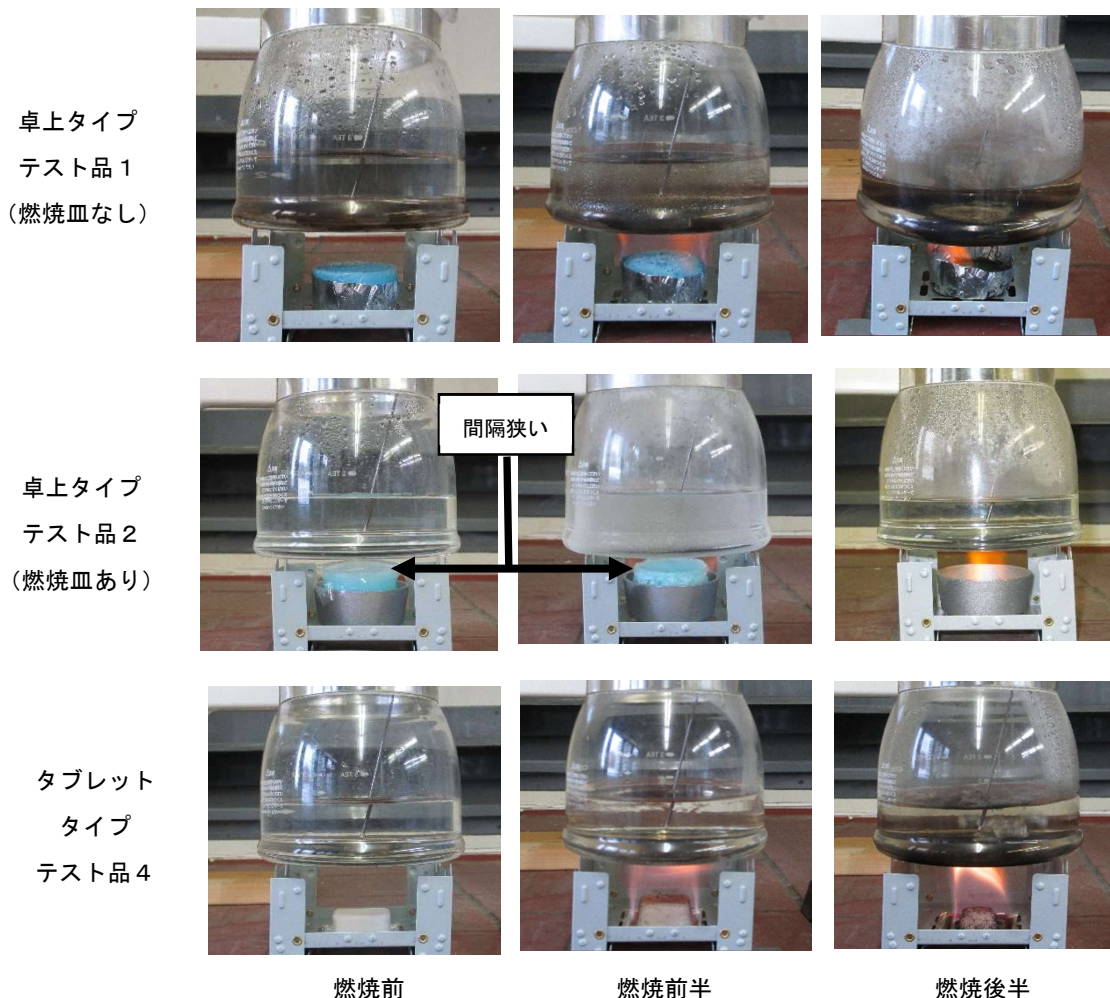 卓上タイプ
テスト品1
(燃焼皿なし)
間隔狭い
卓上タイプ
テスト品2
(燃焼皿あり)
タブレット
タイプ
テスト品4
燃焼前
燃焼前半
燃焼後半